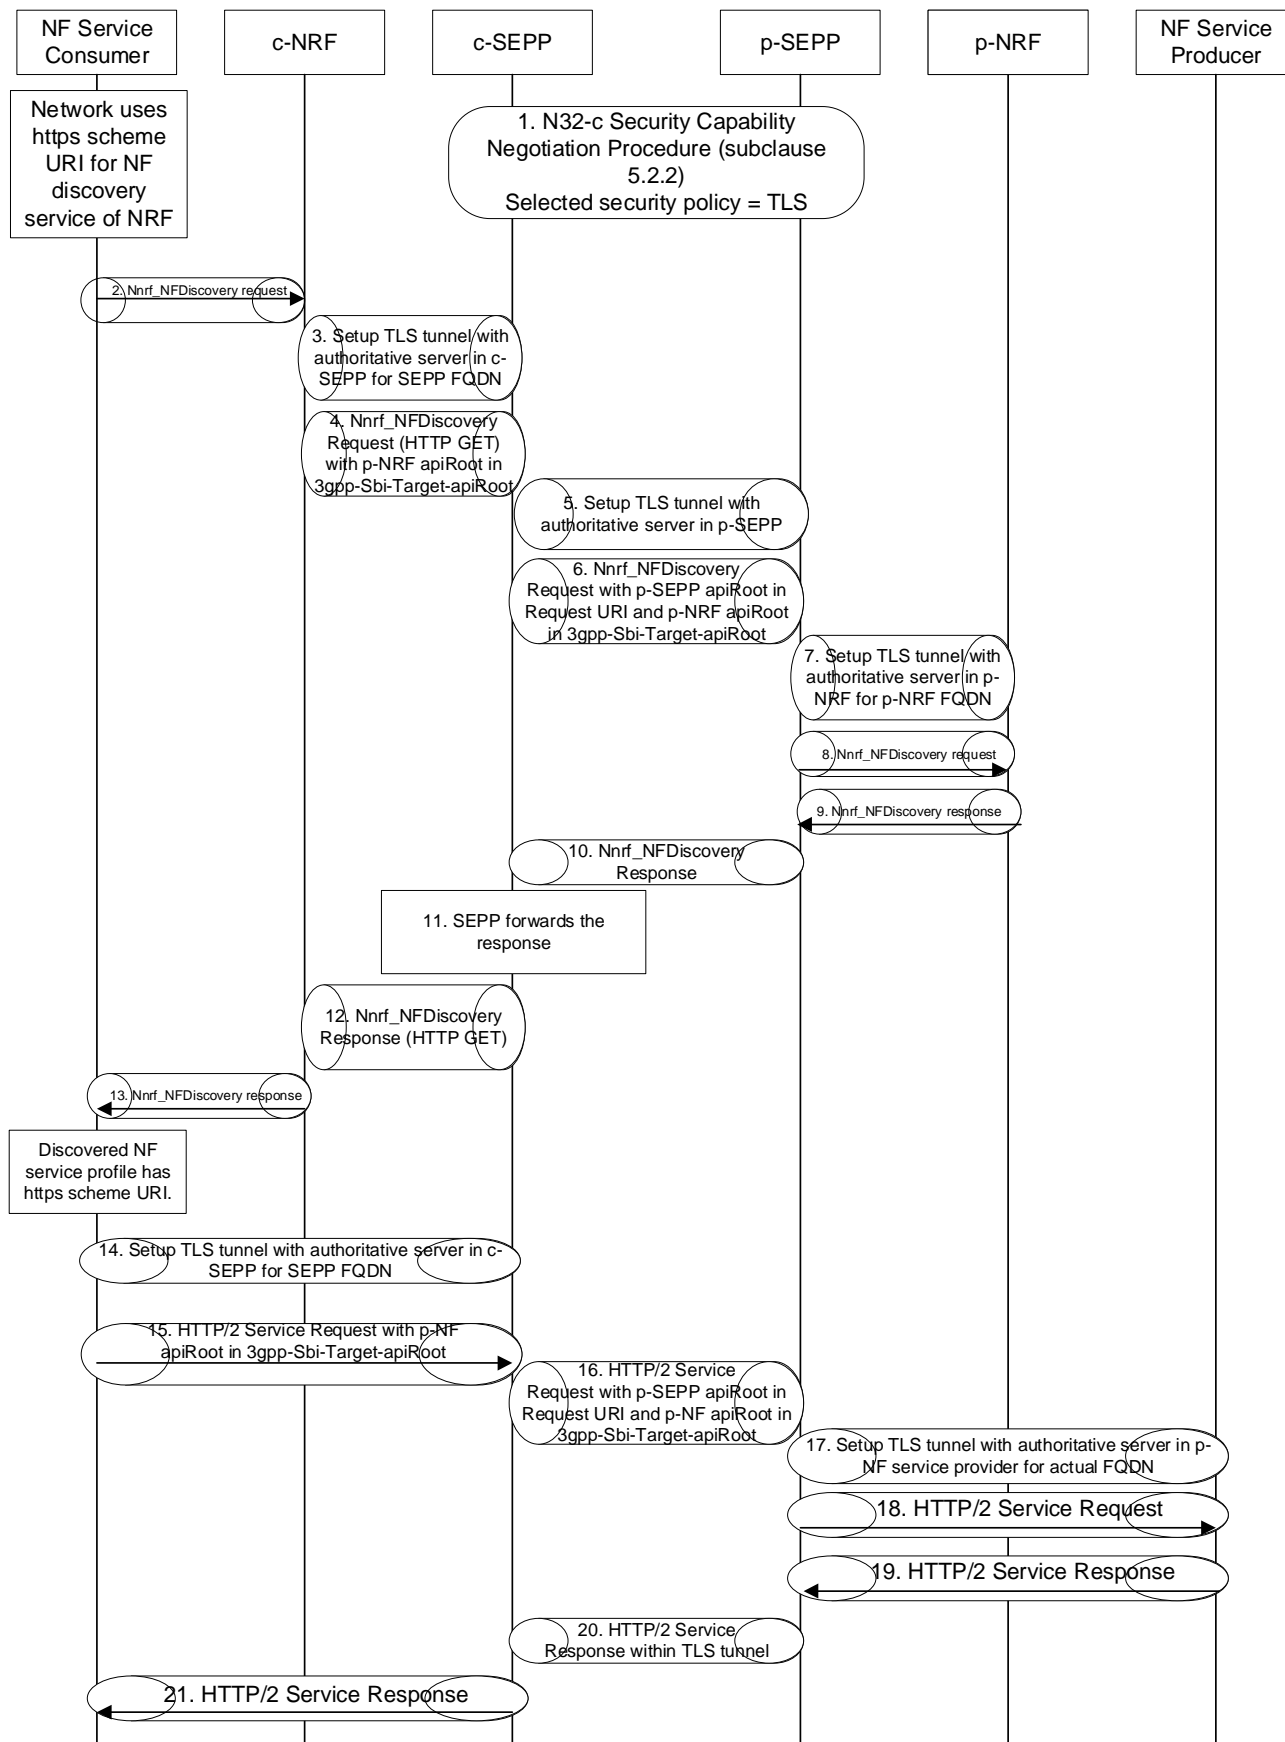 NF Service
Consumer
c-NRF
c-SEPP
p-SEPP
p-NRF
NF Service
Producer
Network uses
https scheme
URI for NF
discovery
service of NRF
1. N32-c Security Capability
Negotiation Procedure (subclause
5.2.2)
Selected security policy = TLS
2. Nnrf_NFDiscovery request
3. Setup TLS tunnel with
authoritative server in c-
SEPP for SEPP FQDN
4. Nnrf_NFDiscovery
Request (HTTP GET)
with p-NRF apiRoot in
3gpp-Sbi-Target-apiRoot
5. Setup TLS tunnel with
authoritative server in p-SEPP
6. Nnrf_NFDiscovery
Request with p-SEPP apiRoot in
Request URI and p-NRF apiRoot
in 3gpp-Sbi-Target-apiRoot
7. Setup TLS tunnel with
authoritative server in p-
NRF for p-NRF FQDN
8. Nnrf_NFDiscovery request
9. Nnrf_NFDiscovery response
10. Nnrf_NFDiscovery
Response
11. SEPP forwards the
response
12. Nnrf_NFDiscovery
Response (HTTP GET)
13. Nnrf_NFDiscovery response
Discovered NF
service profile has
https scheme URI.
14. Setup TLS tunnel with authoritative server in c-
SEPP for SEPP FQDN
15. HTTP/2 Service Request with p-NF
apiRoot in 3gpp-Sbi-Target-apiRoot
16. HTTP/2 Service
Request with p-SEPP apiRoot in
Request URI and p-NF apiRoot in
3gpp-Sbi-Target-apiRoot
17. Setup TLS tunnel with authoritative server in p-
NF service provider for actual FQDN
18. HTTP/2 Service Request
19. HTTP/2 Service Response
20. HTTP/2 Service
Response within TLS tunnel
21. HTTP/2 Service Response